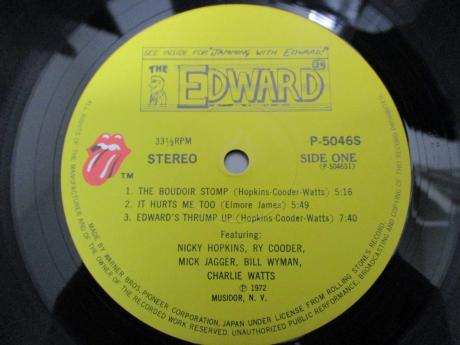 SEE INSIDE FOR "JAMMING WITH EDWARD!"
THE EDWARD
33⅓RPM
STEREO
P-5046S
SIDE ONE
(P-5046S1)
TM
1. THE BOUDOIR STOMP (Hopkins-Cooder-Watts) 5:16
2. IT HURTS ME TOO (Elmore James) 5:49
3. EDWARD'S THRUMP UP (Hopkins-Cooder-Watts) 7:40
Featuring:
NICKY HOPKINS, RY COODER,
MICK JAGGER, BILL WYMAN,
CHARLIE WATTS
Ⓟ 1972
MUSIDOR, N. V.
MADE BY WARNER BROS.-PIONEER CORPORATION, JAPAN UNDER LICENSE FROM ROLLING STONES RECORDS.
ALL RIGHTS OF THE MANUFACTURER AND OF THE OWNER OF THE RECORDED WORK RESERVED. UNAUTHORIZED PUBLIC PERFORMANCE, BROADCASTING AND COPYING OF THIS RECORD PROHIBITED.